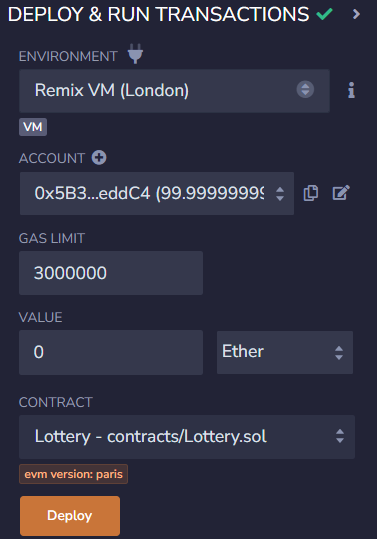 DEPLOY & RUN TRANSACTIONS
ENVIRONMENT
Remix VM (London)
VM
ACCOUNT
0x5B3...eddC4 (99.9999999
GAS LIMIT
3000000
VALUE
0 Ether
CONTRACT
Lottery - contracts/Lottery.sol
evm version: paris
Deploy